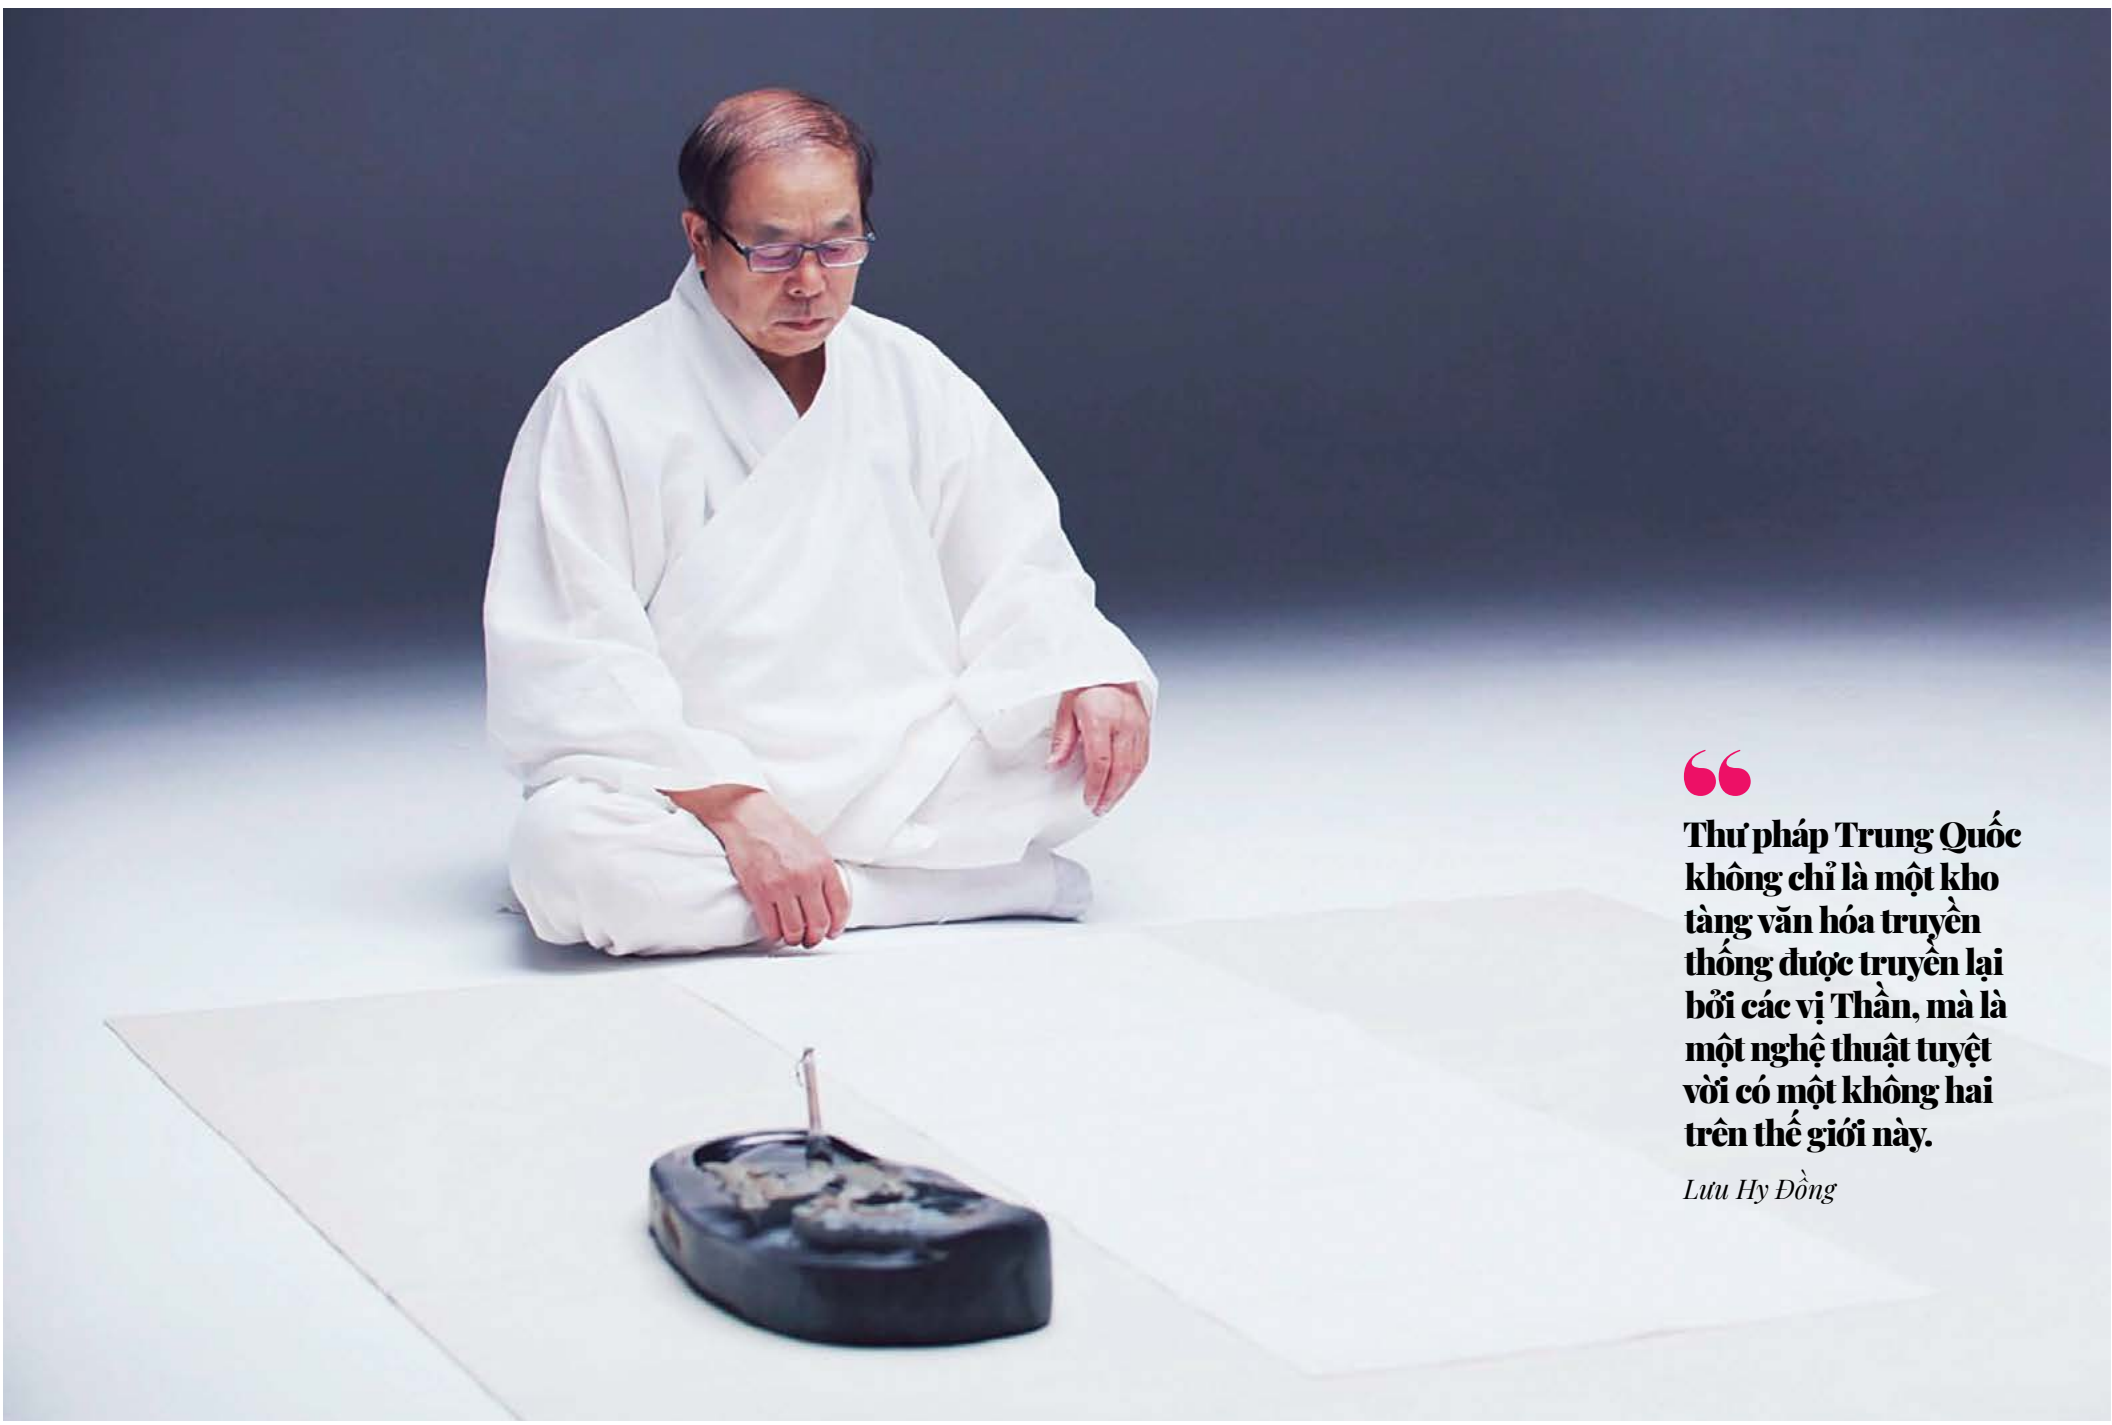 ❝
Thư pháp Trung Quốc
không chỉ là một kho
tàng văn hóa truyền
thống được truyền lại
bởi các vị Thần, mà là
một nghệ thuật tuyệt
vời có một không hai
trên thế giới này.
Lưu Hy Đồng